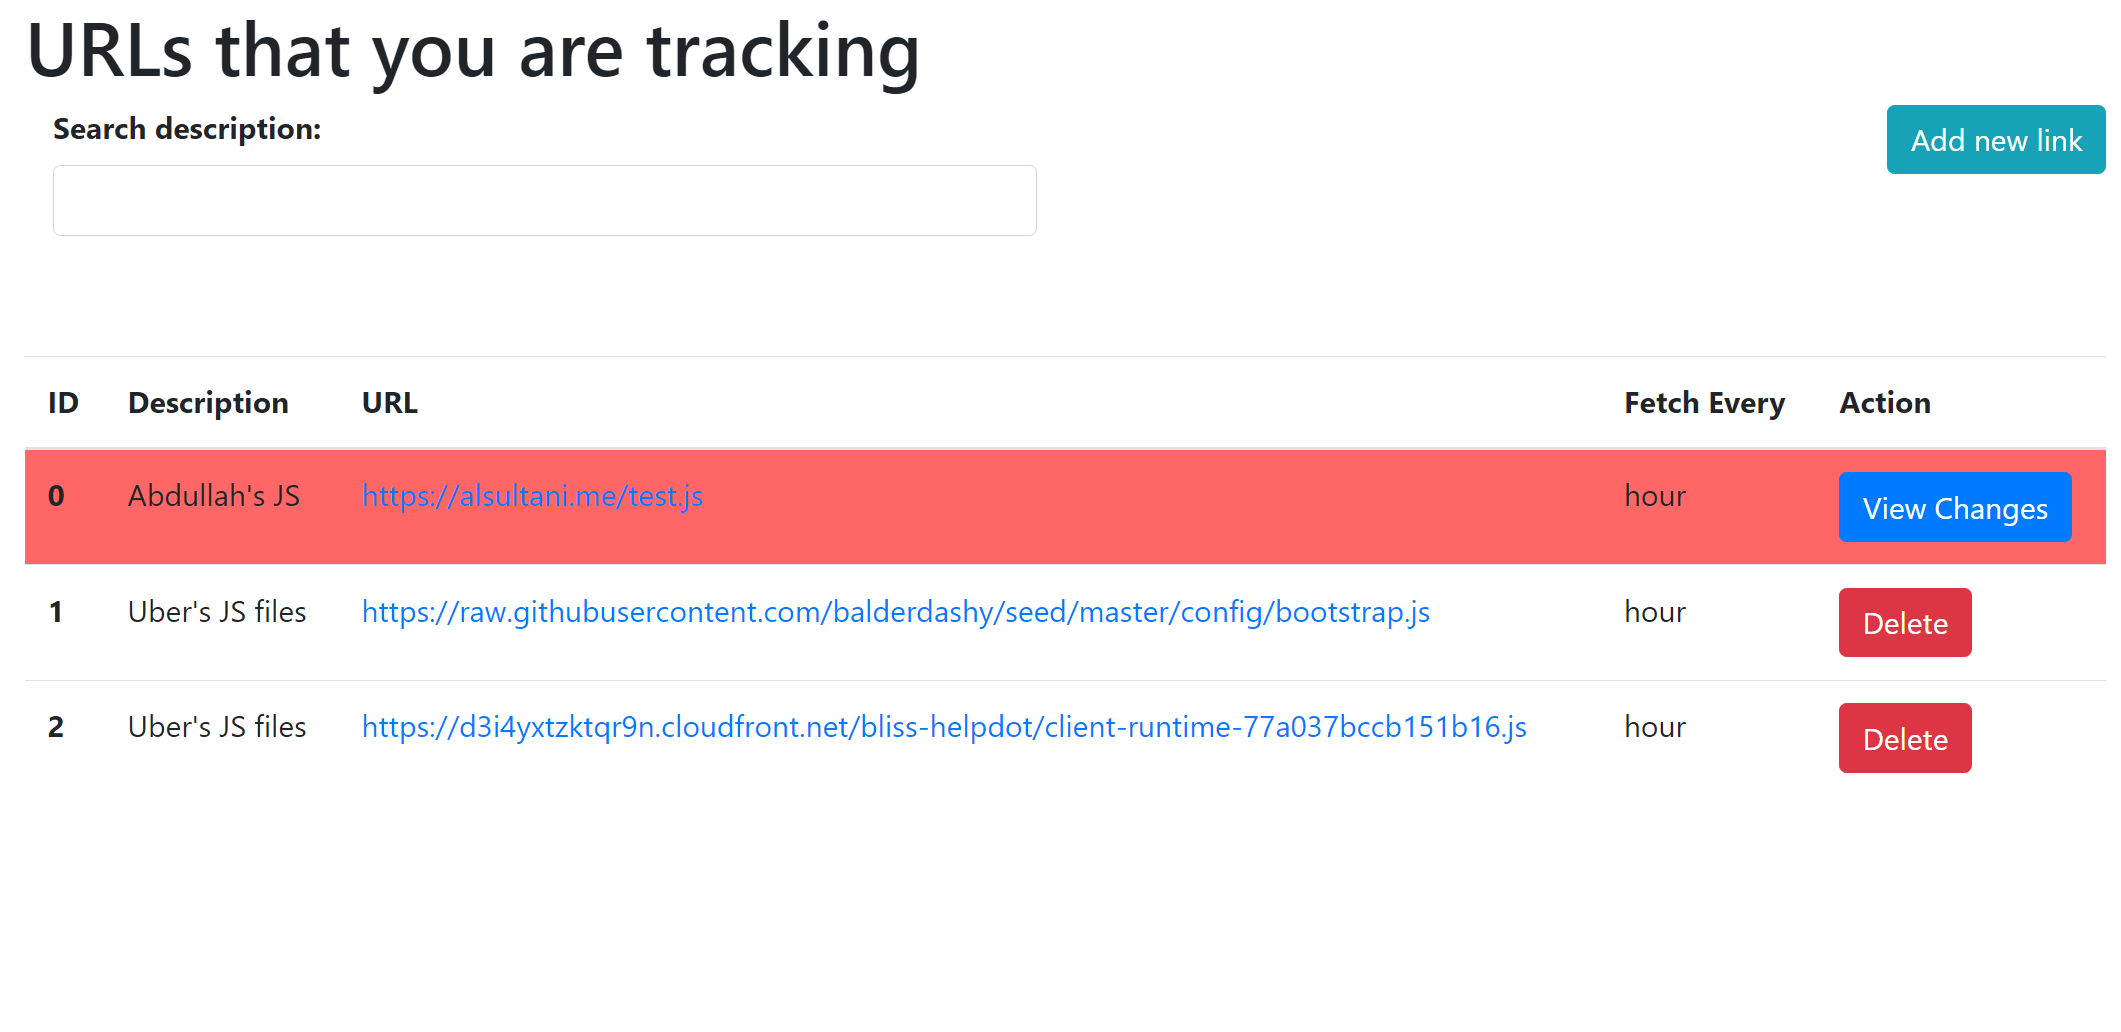 URLs that you are tracking
Search description:
Add new link
ID Description URL Fetch Every Action
0 Abdullah's JS https://alsultani.me/test.js hour View Changes
1 Uber's JS files https://raw.githubusercontent.com/balderdashy/seed/master/config/bootstrap.js hour Delete
2 Uber's JS files https://d3i4yxtzktqr9n.cloudfront.net/bliss-helpdot/client-runtime-77a037bccb151b16.js hour Delete